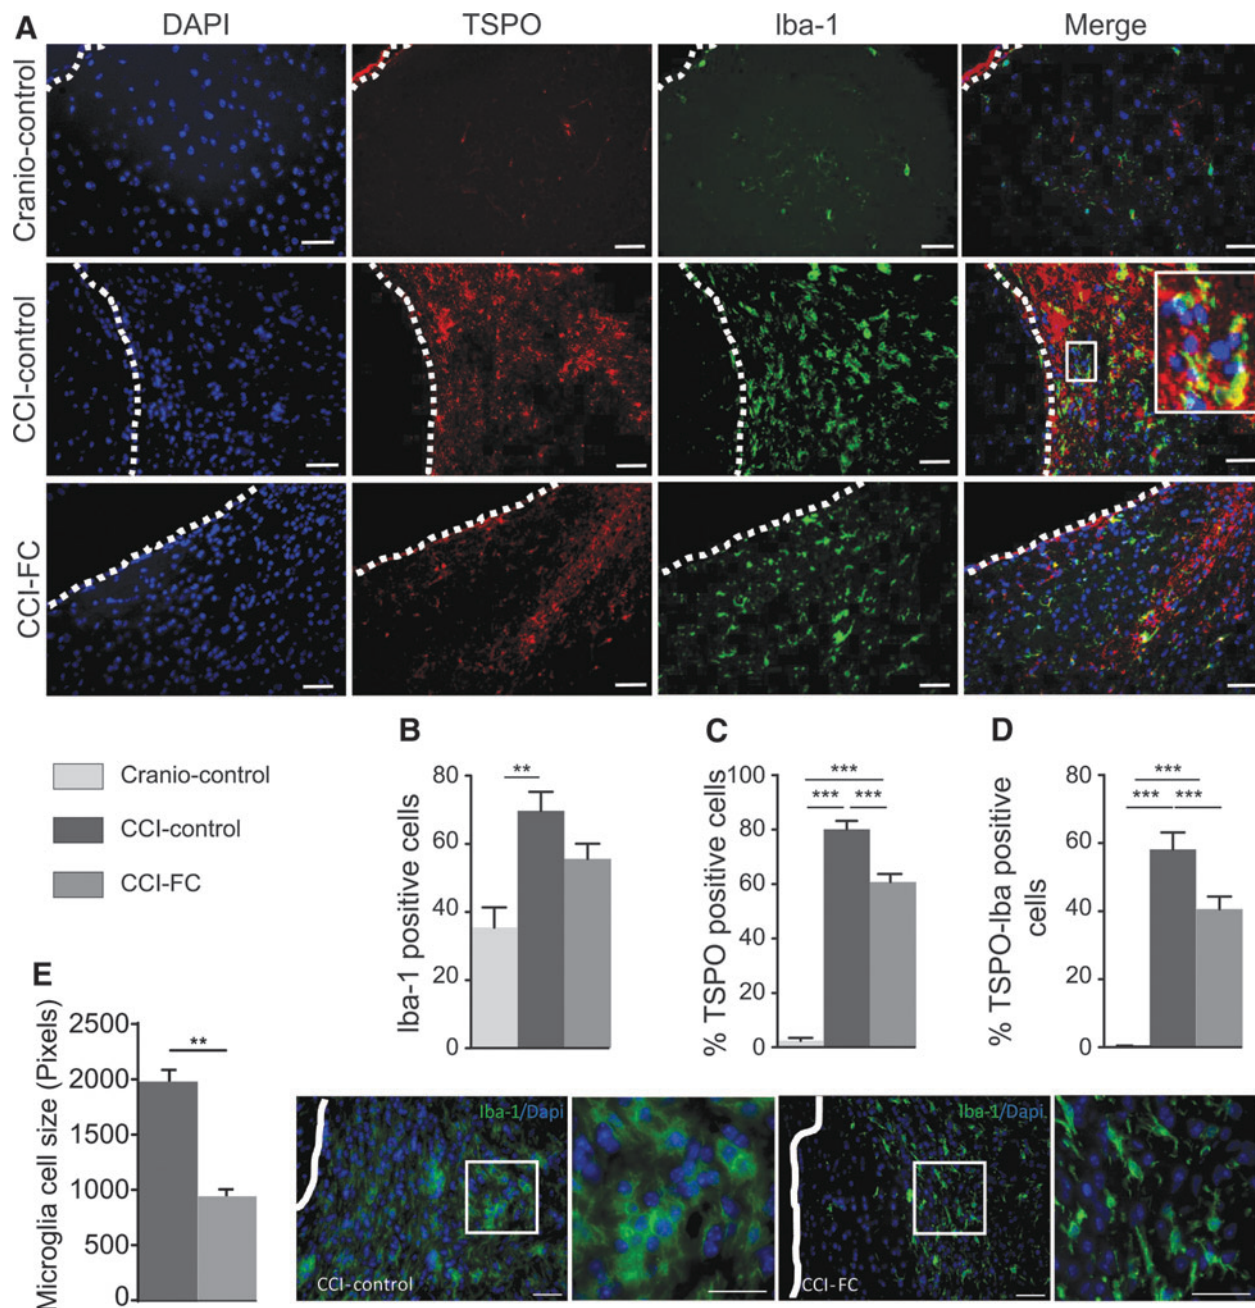 A
DAPI TSPO Iba-1 Merge
Cranio-control
CCI-control
CCI-FC
Cranio-control
CCI-control
CCI-FC
B
Iba-1 positive cells
80
60
40
20
0
**
C
% TSPO positive cells
100
80
60
40
20
0
***
*** ***
D
% TSPO-Iba positive
cells
80
60
40
20
0
***
*** ***
E
Microglia cell size (Pixels)
2500
2000
1500
1000
500
0
**
Iba-1/Dapi
CCI-control
Iba-1/Dapi
CCI-FC